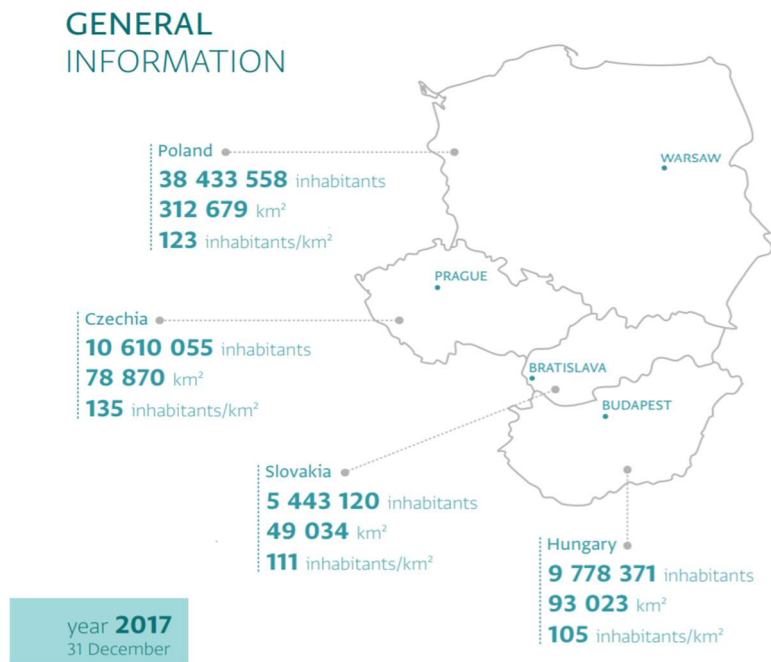 GENERAL
INFORMATION
Poland
38 433 558 inhabitants
312 679 km²
123 inhabitants/km²
WARSAW
PRAGUE
Czechia
10 610 055 inhabitants
78 870 km²
135 inhabitants/km²
BRATISLAVA
BUDAPEST
Slovakia
5 443 120 inhabitants
49 034 km²
111 inhabitants/km²
Hungary
9 778 371 inhabitants
93 023 km²
105 inhabitants/km²
year 2017
31 December